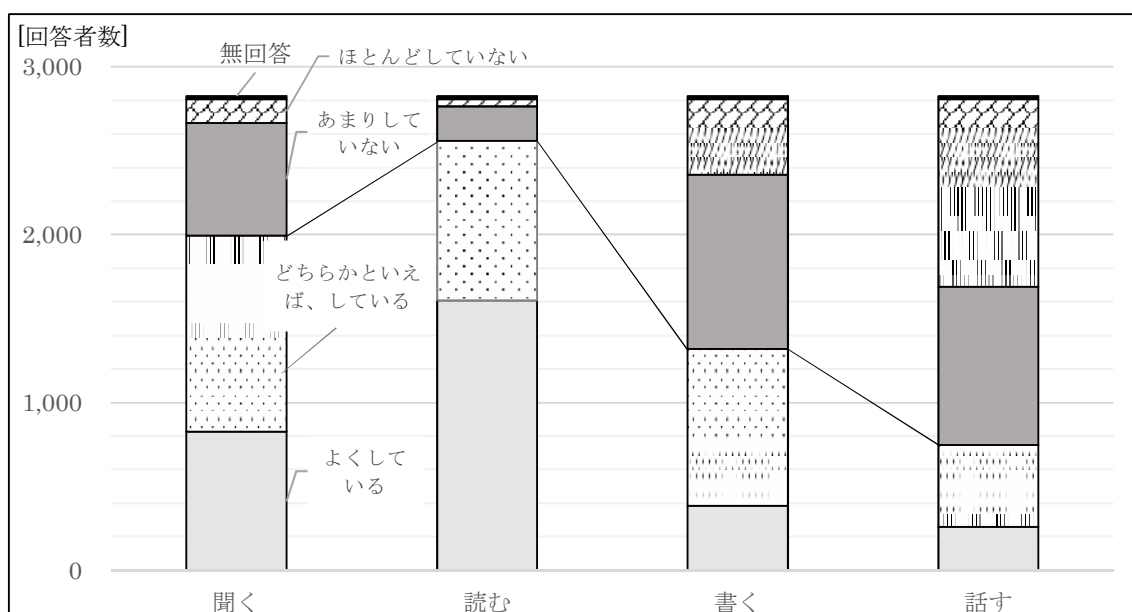 [回答者数]
3,000
無回答
ほとんどしていない
あまりして
いない
2,000
どちらかといえ
ば、している
1,000
よくして
いる
0
聞く
読む
書く
話す